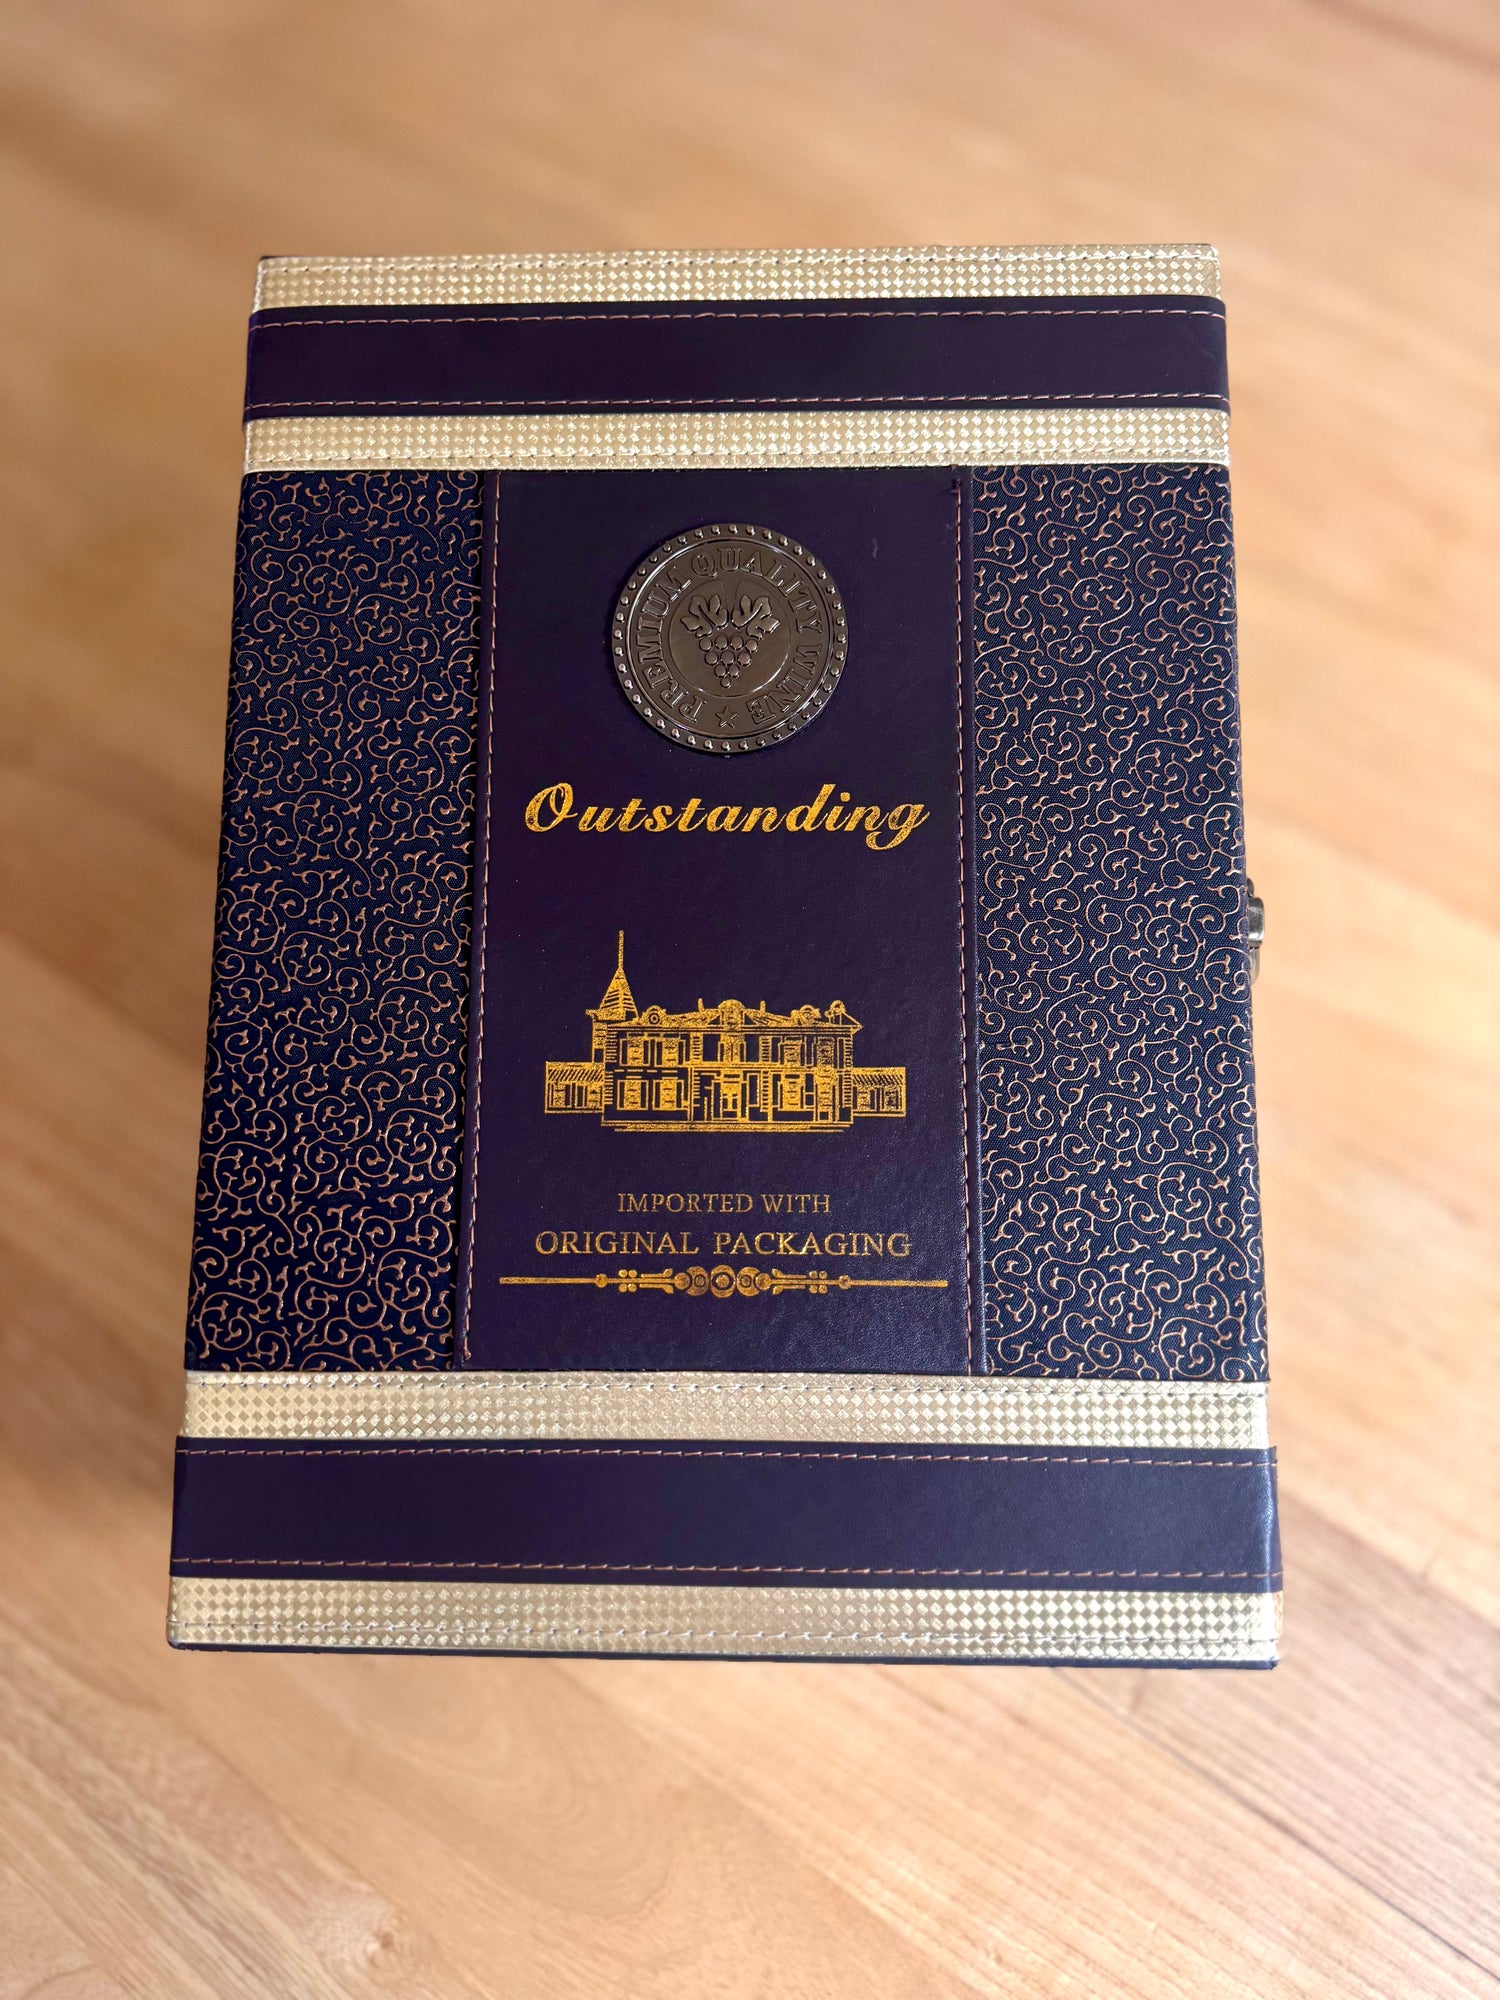 PREMIUM QUALITY WINE
Outstanding
IMPORTED WITH
ORIGINAL PACKAGING